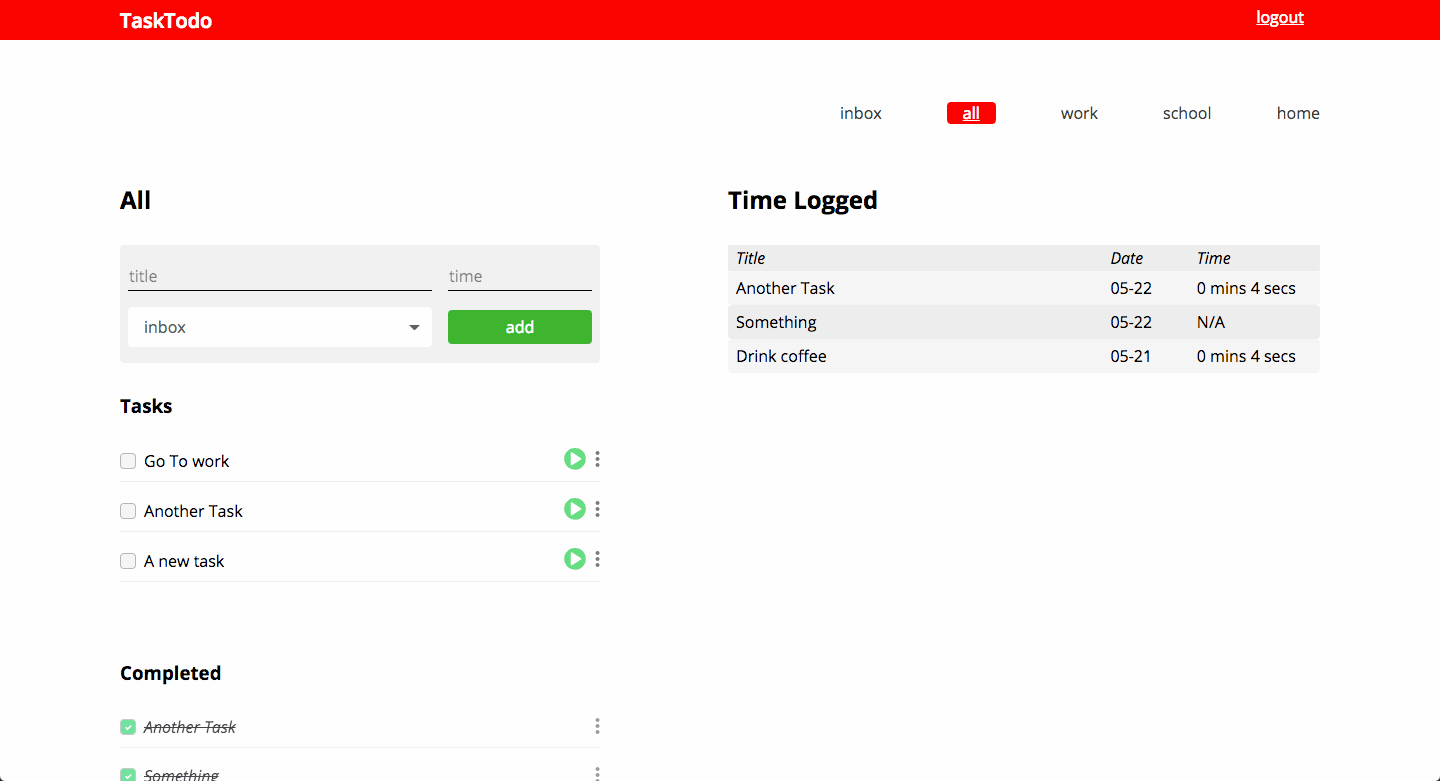 TaskTodo
logout
inbox all work school home
All
title time
inbox add
Tasks
Go To work
Another Task
A new task
Completed
Another Task
Something
Time Logged
Title Date Time
Another Task 05-22 0 mins 4 secs
Something 05-22 N/A
Drink coffee 05-21 0 mins 4 secs